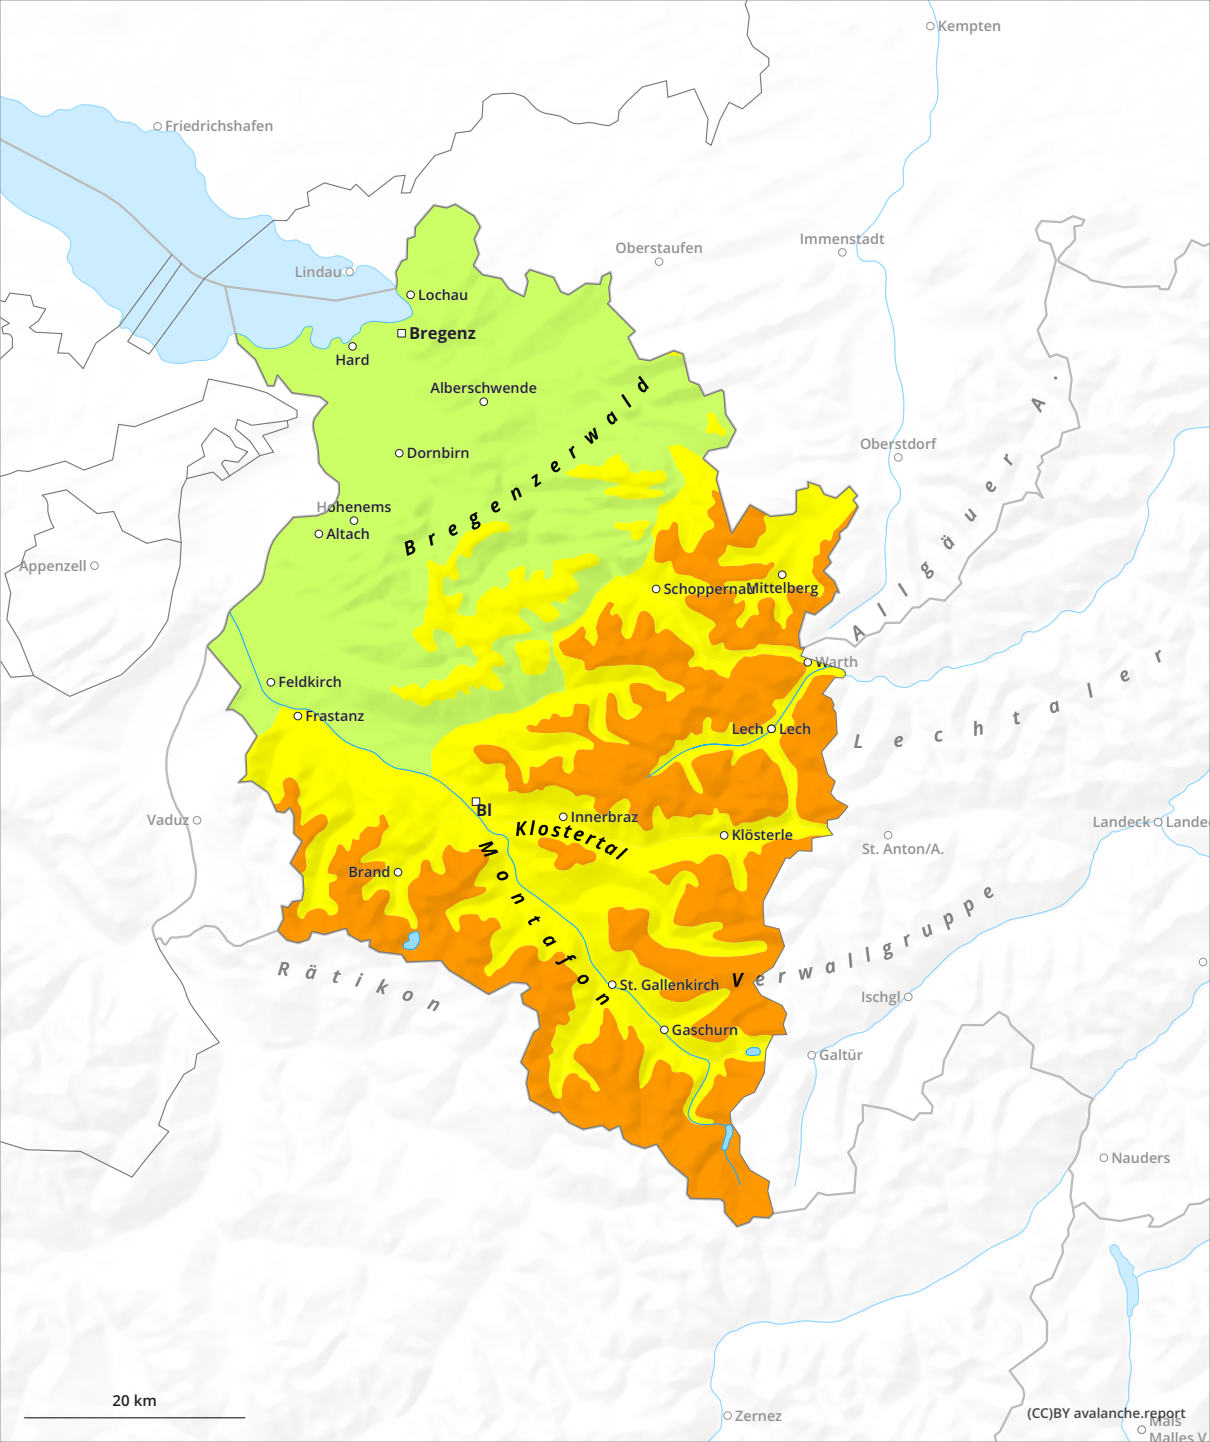 Kempten
Friedrichshafen
Immenstadt
Oberstaufen
Lindau
Lochau
Bregenz
Hard
Alberschwende
Bregenzerwald
Allgäuer A.
Oberstdorf
Dornbirn
Hohenems
Altach
Appenzell
Schoppernau
Mittelberg
Warth
Lechtaler
Feldkirch
Frastanz
Lech
Lech
Bl
Innerbraz
Klostertal
Klösterle
Vaduz
Landeck
St. Anton/A.
Brand
Montafon
Verwallgruppe
Rätikon
St. Gallenkirch
Ischgl
Gaschurn
Galtür
Nauders
20 km
(CC)BY avalanche.report
Zernez
Mals
Malles V